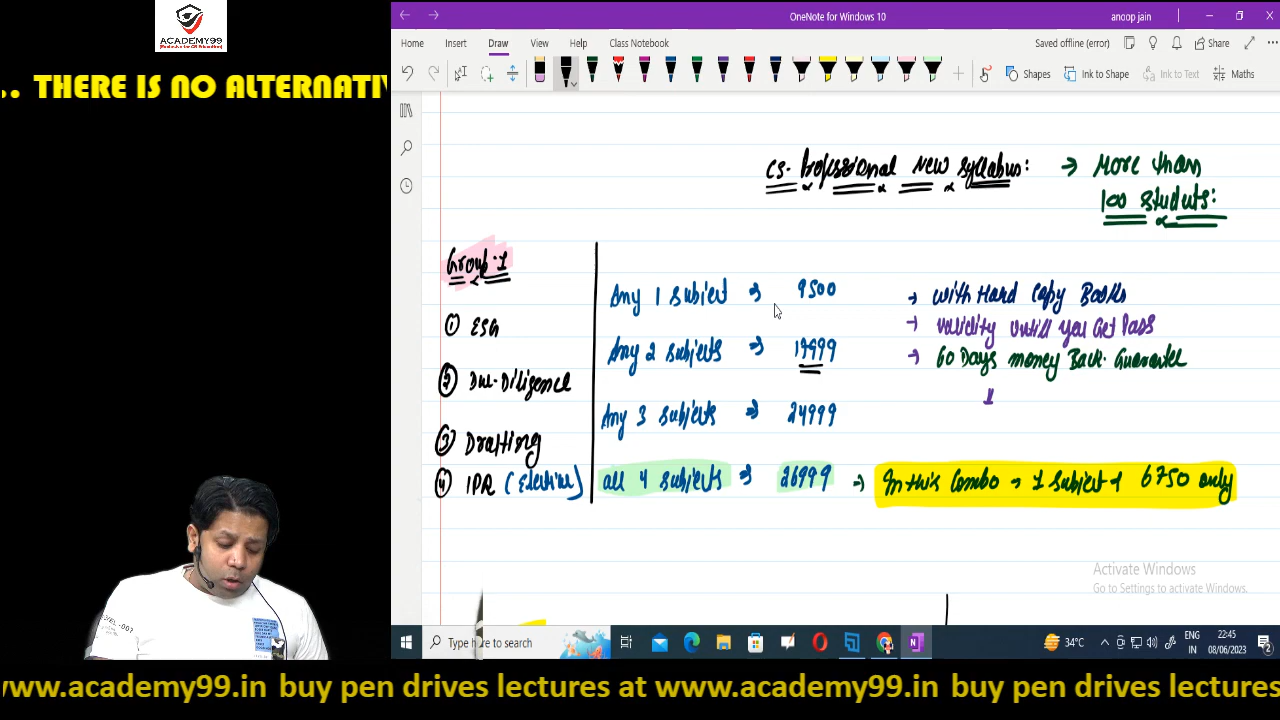 ACADEMY99
.. THERE IS NO ALTERNATIV
OneNote for Windows 10
anoop jain
Home Insert Draw View Help Class Notebook
Saved offline (error) Share
Shapes Ink to Shape Ink to Text Maths
CS- Professional New Syllabus:
→ More than
100 Students:
Group-1
① ESG
② Due-Diligence
③ Drafting
④ IPR (Elective)
Any 1 Subject ⇒ 9500
Any 2 Subjects ⇒ 19999
Any 3 Subjects ⇒ 24999
all 4 Subjects ⇒ 26999
→ with Hard Copy Books
→ validity untill you Get Pass
→ 60 Days money Back Guarantee
⇒ In this Combo → 1 Subject 6750 only
Activate Windows
Go to Settings to activate Windows.
Type here to search
34°C
ENG
IN
22:45
08/06/2023
2
www.academy99.in buy pen drives lectures at www.academy99.in buy pen drives lectures